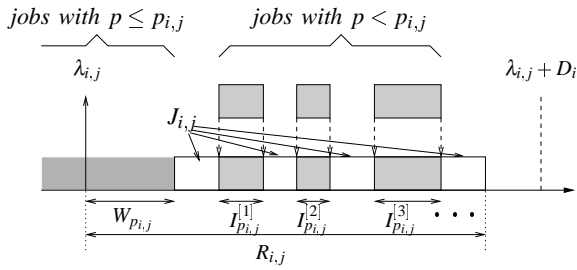 jobs with p ≤ p_{i,j} jobs with p < p_{i,j}
λ_{i,j} λ_{i,j} + D_i
J_{i,j}
W_{p_{i,j}} I^{[1]}_{p_{i,j}} I^{[2]}_{p_{i,j}} I^{[3]}_{p_{i,j}} • • •
R_{i,j}